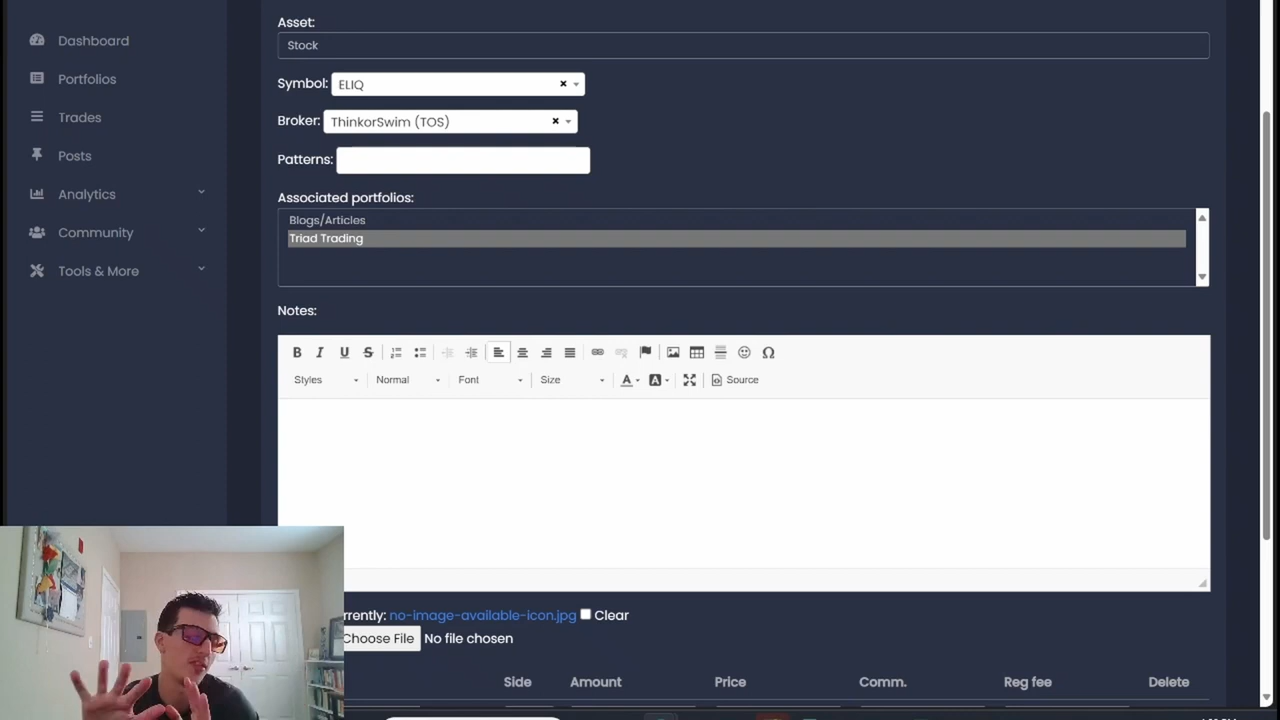 Dashboard
Portfolios
Trades
Posts
Analytics
Community
Tools & More
Asset:
Stock
Symbol: ELIQ
Broker: ThinkorSwim (TOS)
Patterns:
Associated portfolios:
Blogs/Articles
Triad Trading
Notes:
Styles Normal Font Size A A Source
rrently: no-image-available-icon.jpg Clear
Choose File No file chosen
Side Amount Price Comm. Reg fee Delete